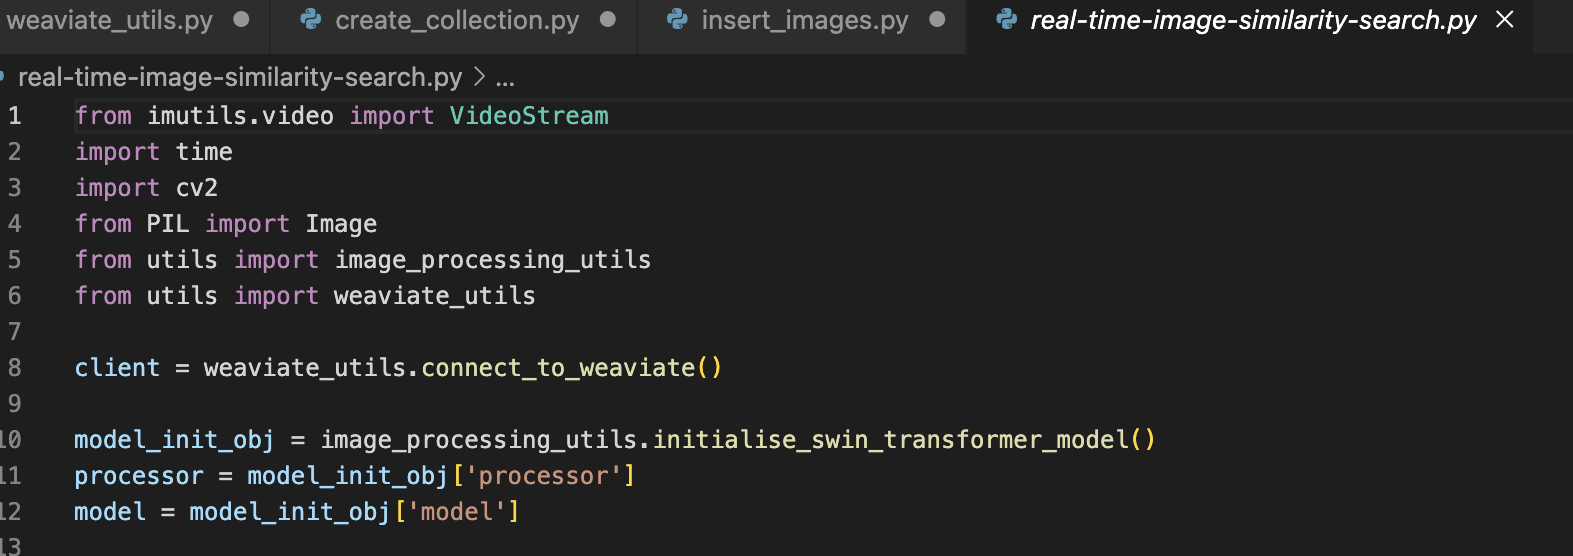 weaviate_utils.py create_collection.py insert_images.py real-time-image-similarity-search.py
real-time-image-similarity-search.py > ...
1 from imutils.video import VideoStream
2 import time
3 import cv2
4 from PIL import Image
5 from utils import image_processing_utils
6 from utils import weaviate_utils
7
8 client = weaviate_utils.connect_to_weaviate()
9
10 model_init_obj = image_processing_utils.initialise_swin_transformer_model()
11 processor = model_init_obj['processor']
12 model = model_init_obj['model']
13